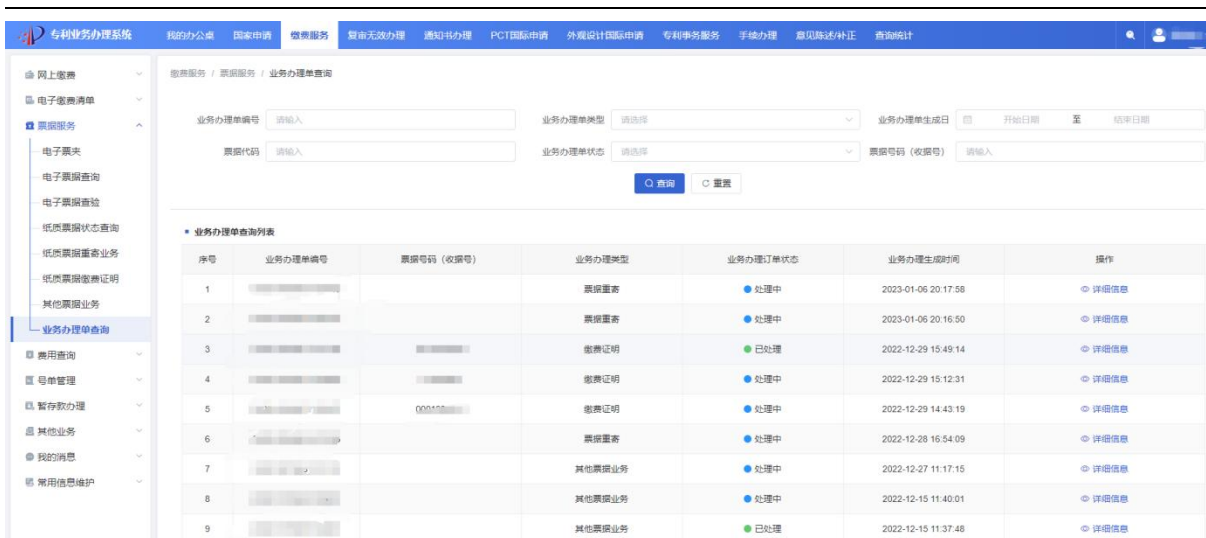 专利业务办理系统 我的办公桌 国家申请 缴费服务 复审无效办理 通知书办理 PCT国际申请 外观设计国际申请 专利事务服务 手续办理 意见陈述/补正 查询统计
网上缴费
电子缴费清单
票据服务
电子票夹
电子票据查询
电子票据查验
纸质票据状态查询
纸质票据重寄业务
纸质票据缴费证明
其他票据业务
业务办理单查询
费用查询
号单管理
暂存款办理
其他业务
我的消息
常用信息维护
缴费服务 / 票据服务 / 业务办理单查询
业务办理单编号 请输入 业务办理单类型 请选择 业务办理单生成日 开始日期 至 结束日期
票据代码 请输入 业务办理单状态 请选择 票据号码（收据号） 请输入
查询 重置
业务办理单查询列表
序号 业务办理单编号 票据号码（收据号） 业务办理类型 业务办理订单状态 业务办理生成时间 操作
1 票据重寄 处理中 2023-01-06 20:17:58 详细信息
2 票据重寄 处理中 2023-01-06 20:16:50 详细信息
3 缴费证明 已处理 2022-12-29 15:49:14 详细信息
4 缴费证明 处理中 2022-12-29 15:12:31 详细信息
5 缴费证明 处理中 2022-12-29 14:43:19 详细信息
6 票据重寄 处理中 2022-12-28 16:54:09 详细信息
7 其他票据业务 处理中 2022-12-27 11:17:15 详细信息
8 其他票据业务 处理中 2022-12-15 11:40:01 详细信息
9 其他票据业务 已处理 2022-12-15 11:37:48 详细信息